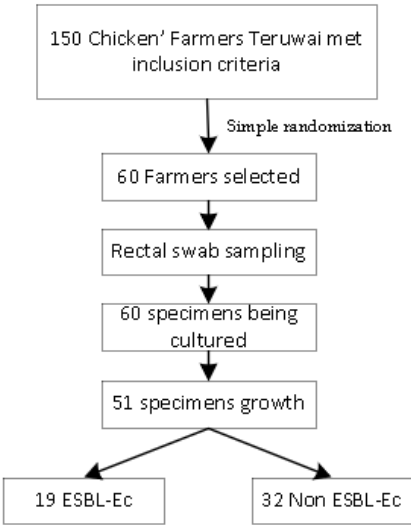 150 Chicken’ Farmers Teruwai met
inclusion criteria
Simple randomization
60 Farmers selected
Rectal swab sampling
60 specimens being
cultured
51 specimens growth
19 ESBL-Ec
32 Non ESBL-Ec